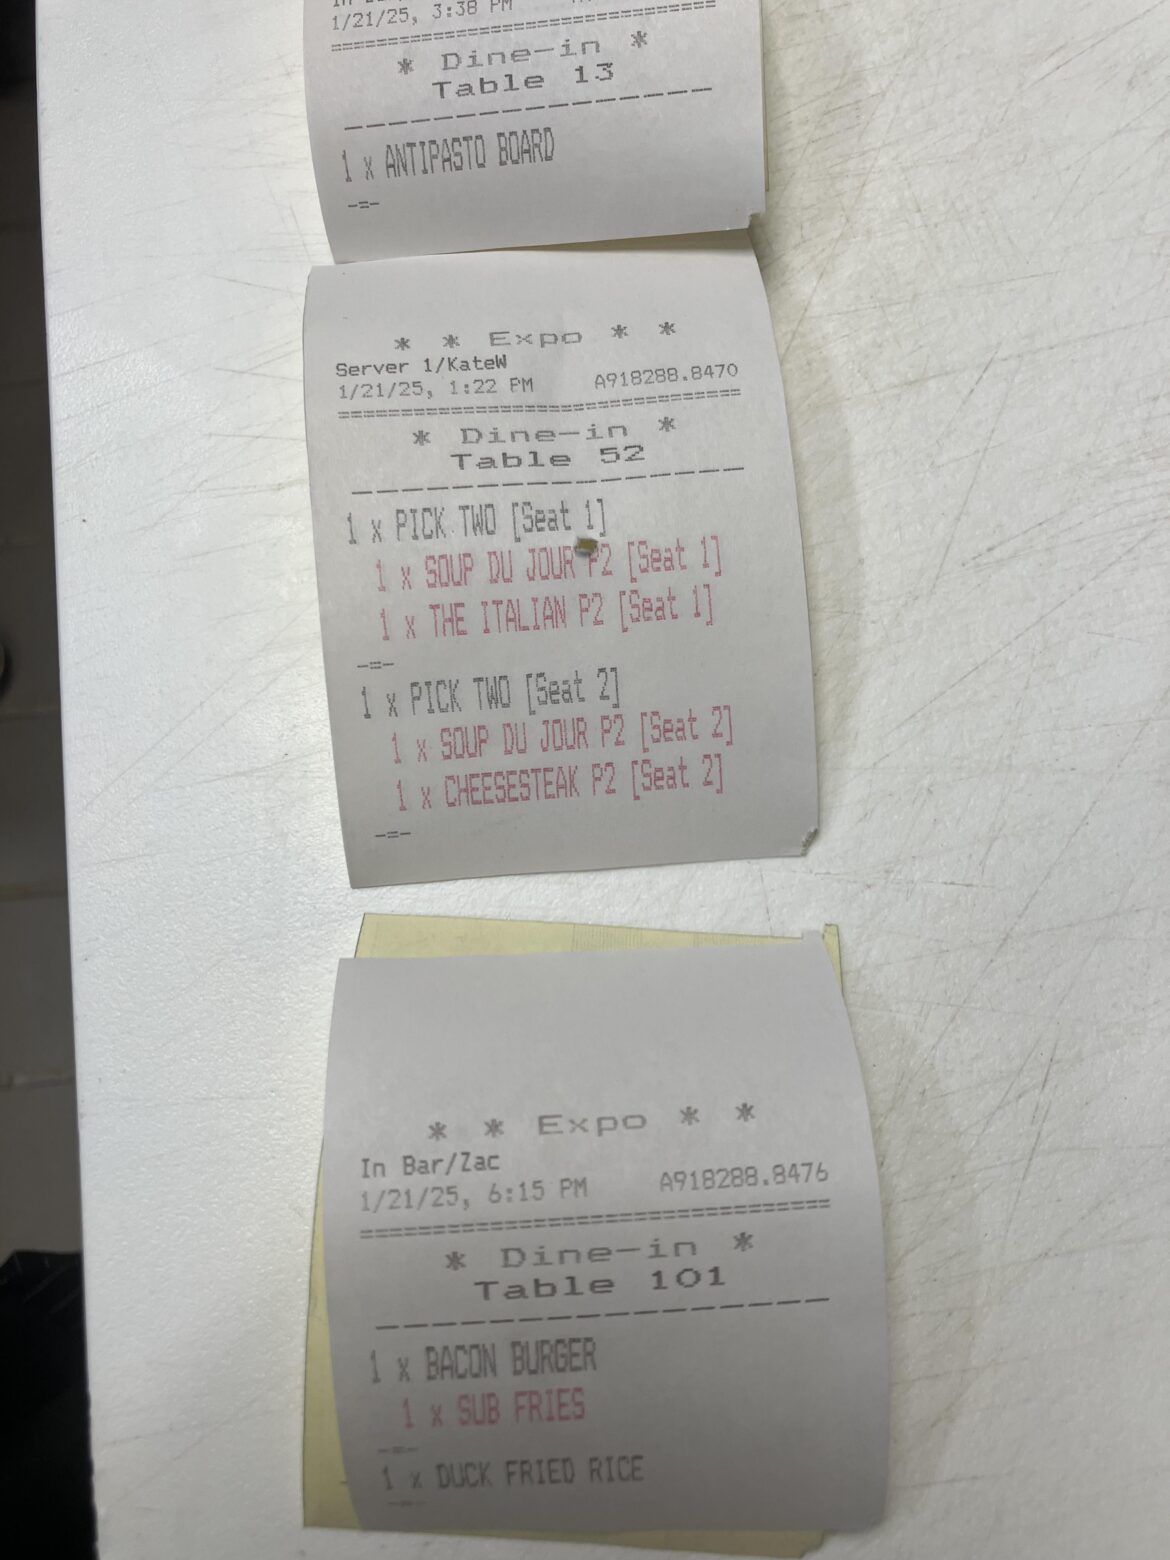 1/21/25, 3:38 PM
* Dine-in *
Table 13
1 x ANTIPASTO BOARD
-=-
* * Expo * *
Server 1/KateW
1/21/25, 1:22 PM A918288.8470
* Dine-in *
Table 52
1 x PICK TWO [Seat 1]
1 x SOUP DU JOUR P2 [Seat 1]
1 x THE ITALIAN P2 [Seat 1]
-=-
1 x PICK TWO [Seat 2]
1 x SOUP DU JOUR P2 [Seat 2]
1 x CHEESESTEAK P2 [Seat 2]
-=-
* * Expo * *
In Bar/Zac
1/21/25, 6:15 PM A918288.8476
* Dine-in *
Table 101
1 x BACON BURGER
1 x SUB FRIES
-=-
1 x DUCK FRIED RICE
-=-